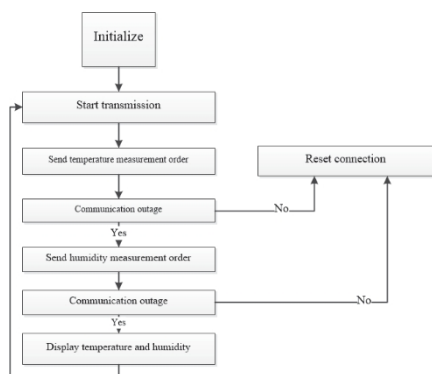 Initialize
Start transmission
Send temperature measurement order
Reset connection
Communication outage
No
Yes
Send humidity measurement order
Communication outage
No
Yes
Display temperature and humidity